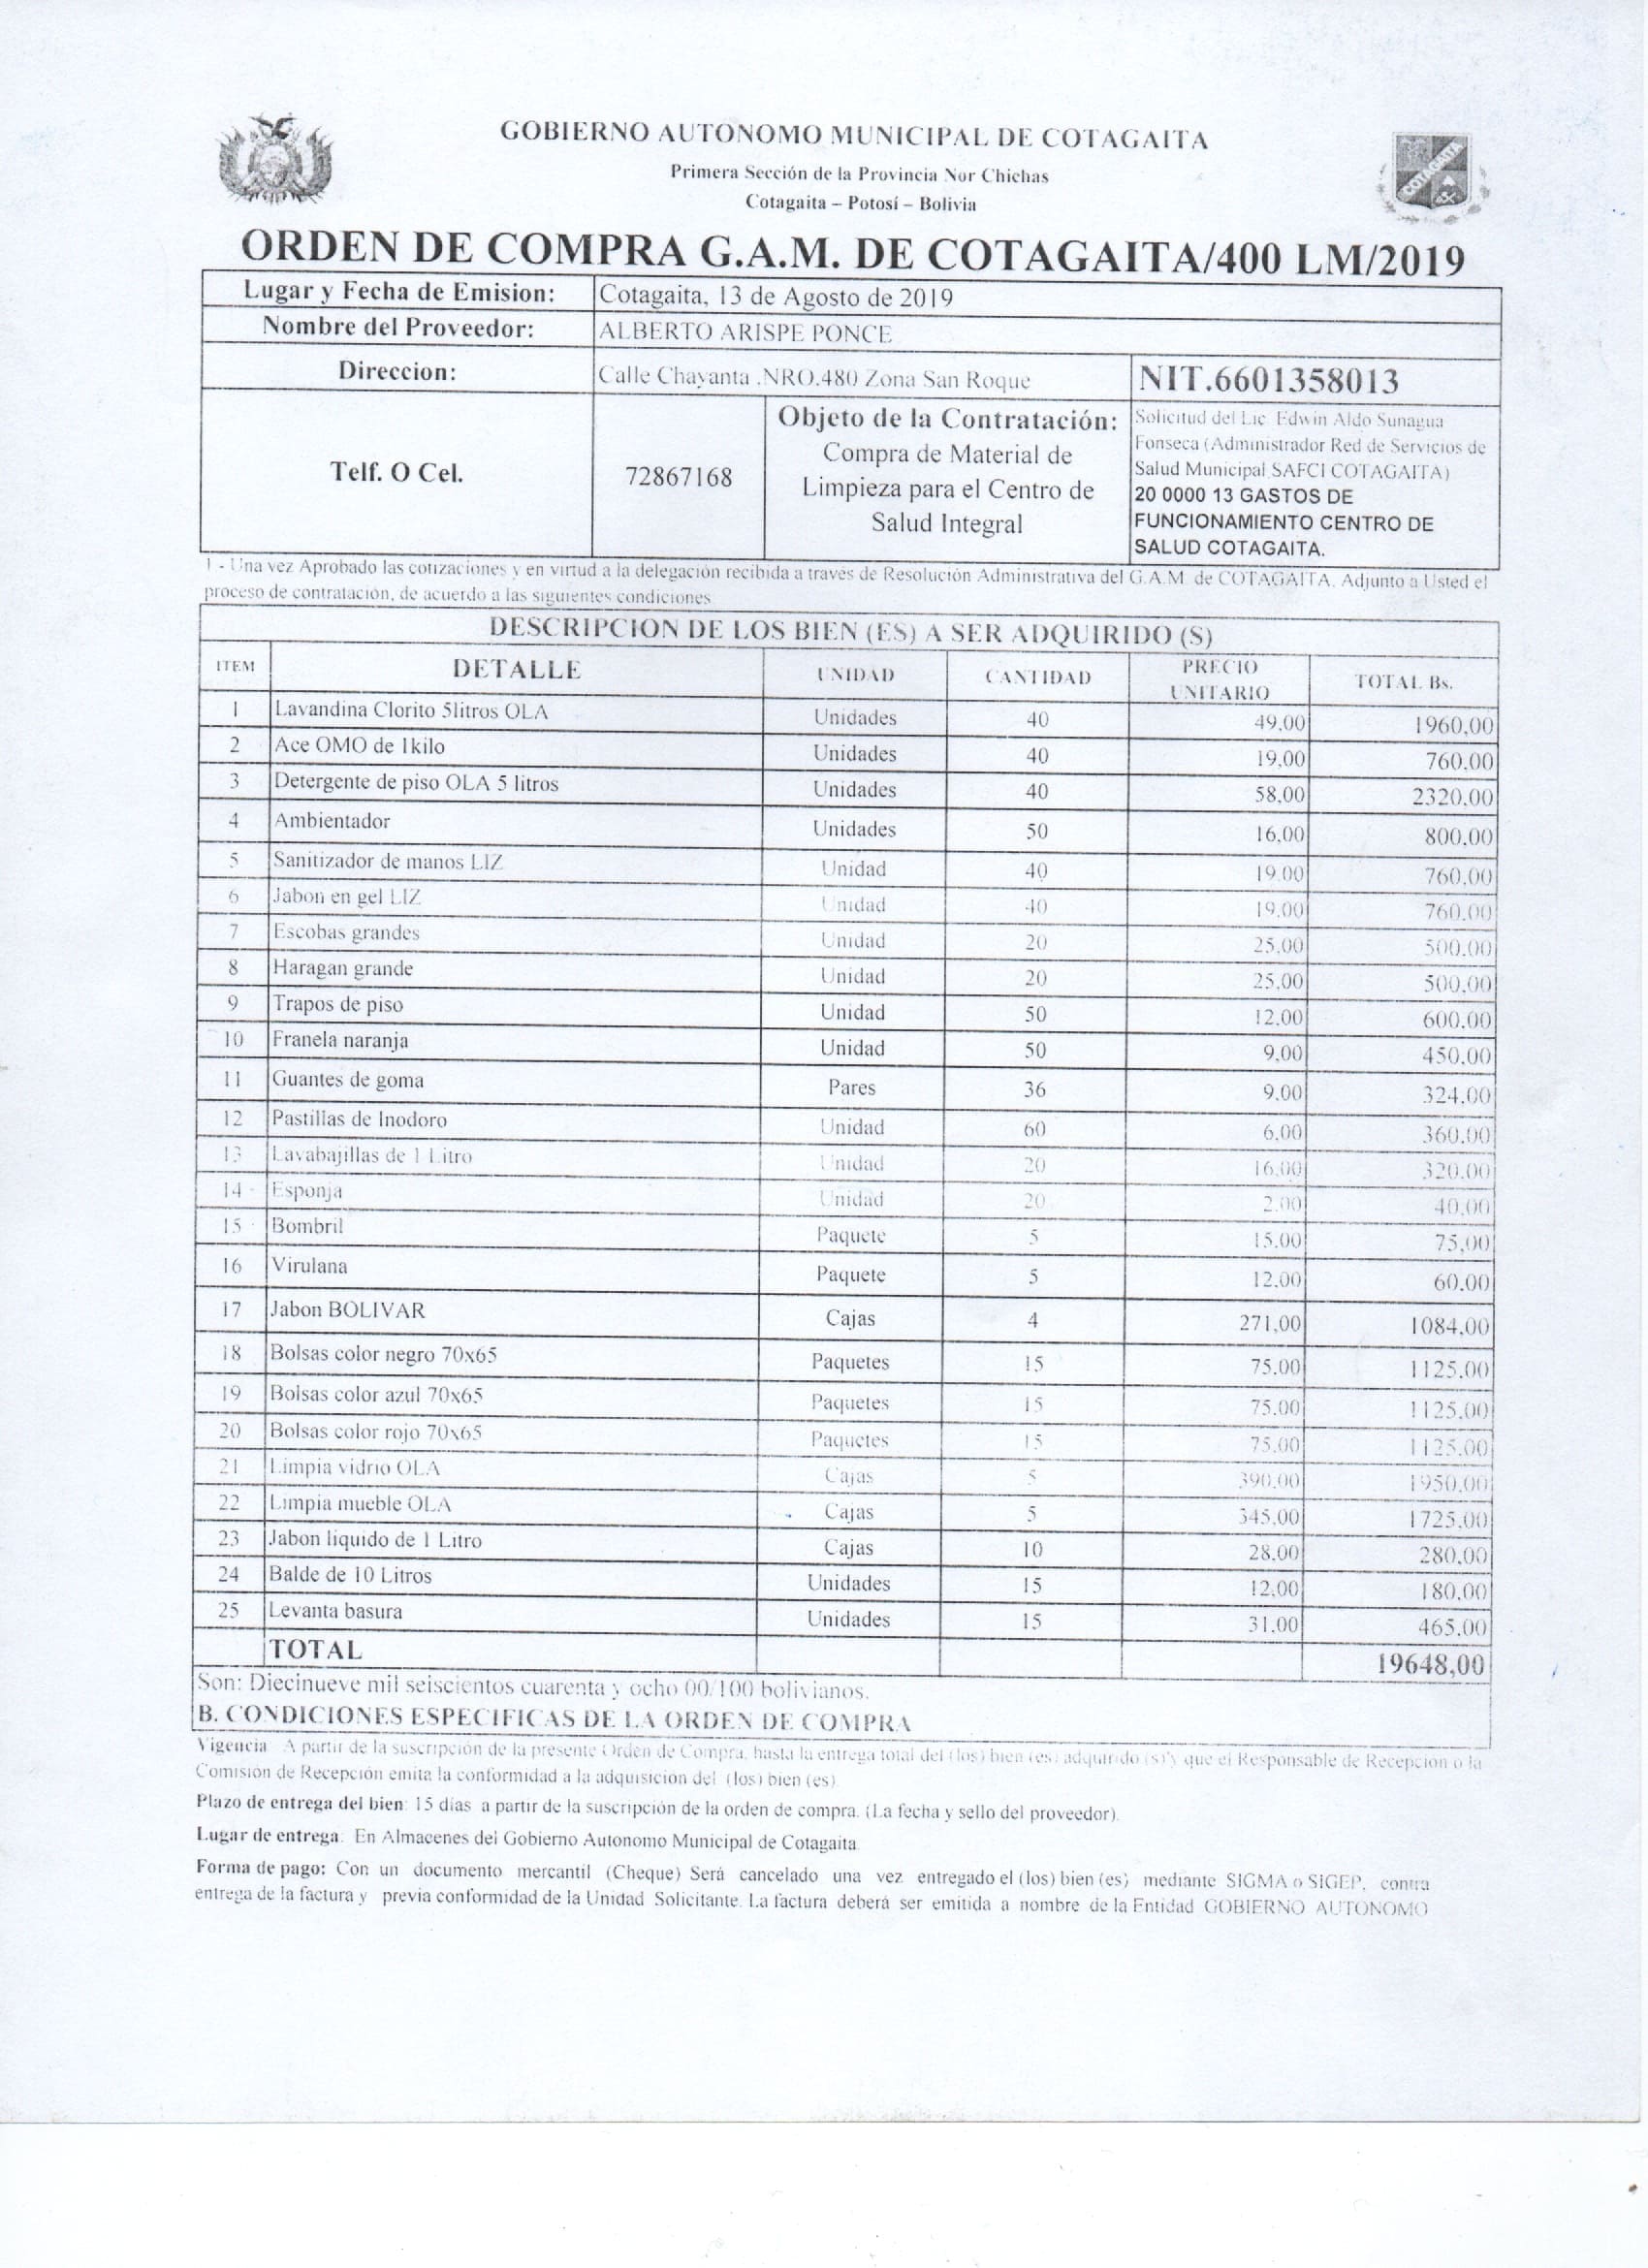 GOBIERNO AUTONOMO MUNICIPAL DE COTAGAITA
Primera Sección de la Provincia Nor Chichas
Cotagaita – Potosí – Bolivia
COTAGAITA
ORDEN DE COMPRA G.A.M. DE COTAGAITA/400 LM/2019
Lugar y Fecha de Emision: Cotagaita, 13 de Agosto de 2019
Nombre del Proveedor: ALBERTO ARISPE PONCE
Direccion: Calle Chayanta .NRO.480 Zona San Roque NIT.6601358013
Telf. O Cel. 72867168
Objeto de la Contratación:
Compra de Material de
Limpieza para el Centro de
Salud Integral
Solicitud del Lic. Edwin Aldo Sunagua
Fonseca (Administrador Red de Servicios de
Salud Municipal SAFCI COTAGAITA)
20 0000 13 GASTOS DE
FUNCIONAMIENTO CENTRO DE
SALUD COTAGAITA.
1 - Una vez Aprobado las cotizaciones y en virtud a la delegación recibida a través de Resolución Administrativa del G.A.M. de COTAGAITA. Adjunto a Usted el
proceso de contratación, de acuerdo a las siguientes condiciones
DESCRIPCION DE LOS BIEN (ES) A SER ADQUIRIDO (S)
ITEM DETALLE UNIDAD CANTIDAD PRECIO UNITARIO TOTAL Bs.
1 Lavandina Clorito 5litros OLA Unidades 40 49,00 1960,00
2 Ace OMO de 1kilo Unidades 40 19,00 760,00
3 Detergente de piso OLA 5 litros Unidades 40 58,00 2320,00
4 Ambientador Unidades 50 16,00 800,00
5 Sanitizador de manos LIZ Unidad 40 19,00 760,00
6 Jabon en gel LIZ Unidad 40 19,00 760,00
7 Escobas grandes Unidad 20 25,00 500,00
8 Haragan grande Unidad 20 25,00 500,00
9 Trapos de piso Unidad 50 12,00 600,00
10 Franela naranja Unidad 50 9,00 450,00
11 Guantes de goma Pares 36 9,00 324,00
12 Pastillas de Inodoro Unidad 60 6,00 360,00
13 Lavabajillas de 1 Litro Unidad 20 16,00 320,00
14 Esponja Unidad 20 2,00 40,00
15 Bombril Paquete 5 15,00 75,00
16 Virulana Paquete 5 12,00 60,00
17 Jabon BOLIVAR Cajas 4 271,00 1084,00
18 Bolsas color negro 70x65 Paquetes 15 75,00 1125,00
19 Bolsas color azul 70x65 Paquetes 15 75,00 1125,00
20 Bolsas color rojo 70x65 Paquetes 15 75,00 1125,00
21 Limpia vidrio OLA Cajas 5 390,00 1950,00
22 Limpia mueble OLA Cajas 5 345,00 1725,00
23 Jabon liquido de 1 Litro Cajas 10 28,00 280,00
24 Balde de 10 Litros Unidades 15 12,00 180,00
25 Levanta basura Unidades 15 31,00 465,00
TOTAL 19648,00
Son: Diecinueve mil seiscientos cuarenta y ocho 00/100 bolivianos.
B. CONDICIONES ESPECIFICAS DE LA ORDEN DE COMPRA
Vigencia A partir de la suscripción de la presente Orden de Compra, hasta la entrega total del (los) bien (es) adquirido (s) y que el Responsable de Recepción o la
Comisión de Recepción emita la conformidad a la adquisición del (los) bien (es)
Plazo de entrega del bien: 15 días a partir de la suscripción de la orden de compra. (La fecha y sello del proveedor).
Lugar de entrega: En Almacenes del Gobierno Autonomo Municipal de Cotagaita
Forma de pago: Con un documento mercantil (Cheque) Será cancelado una vez entregado el (los) bien (es) mediante SIGMA o SIGEP, contra
entrega de la factura y previa conformidad de la Unidad Solicitante. La factura deberá ser emitida a nombre de la Entidad GOBIERNO AUTONOMO